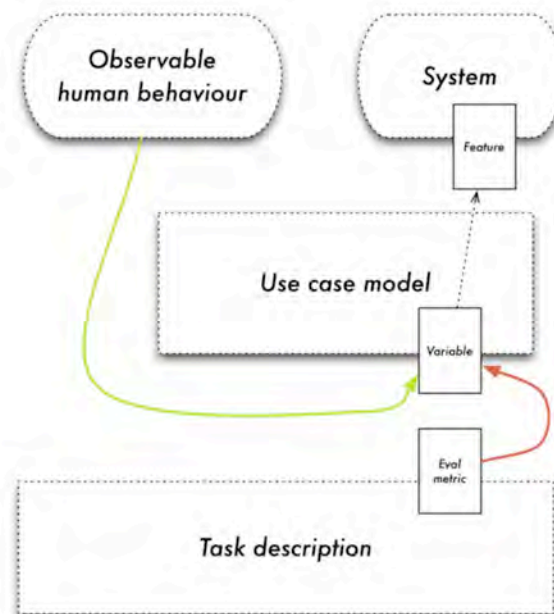 Observable
human behaviour
System
Feature
Use case model
Variable
Eval
metric
Task description